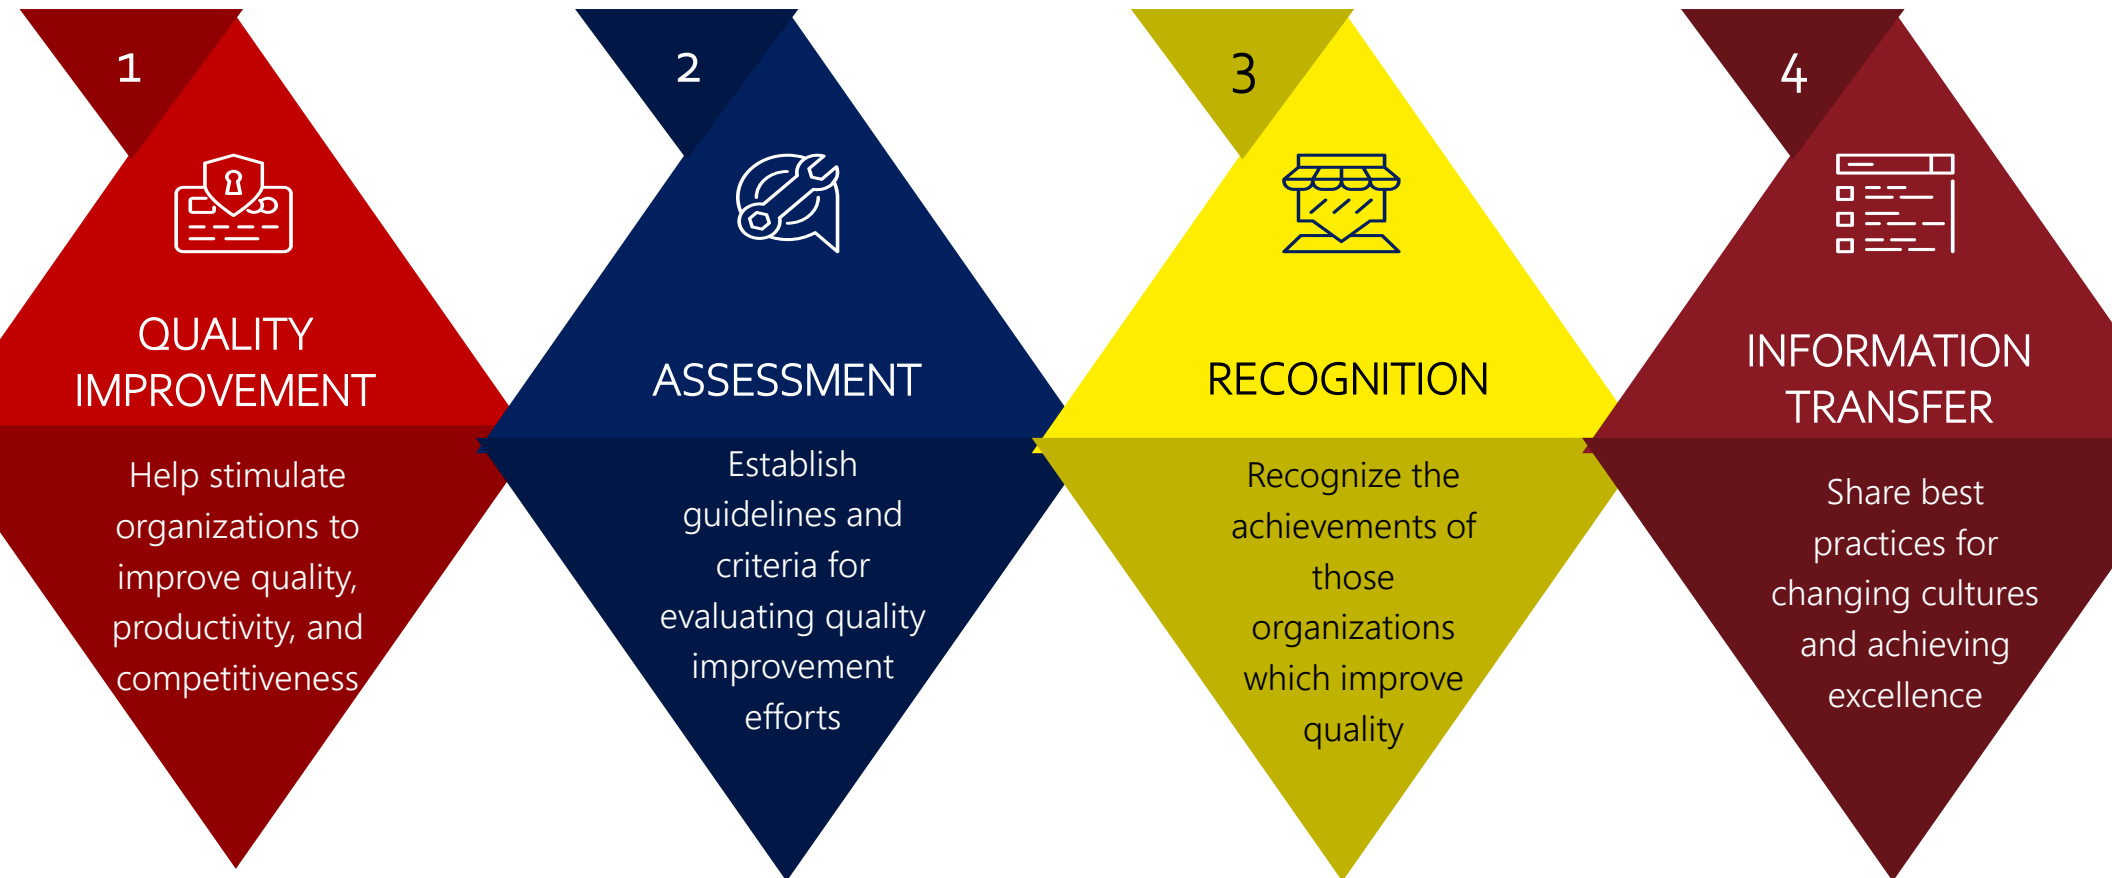 1
QUALITY
IMPROVEMENT
Help stimulate
organizations to
improve quality,
productivity, and
competitiveness
2
ASSESSMENT
Establish
guidelines and
criteria for
evaluating quality
improvement
efforts
3
RECOGNITION
Recognize the
achievements of
those
organizations
which improve
quality
4
INFORMATION
TRANSFER
Share best
practices for
changing cultures
and achieving
excellence